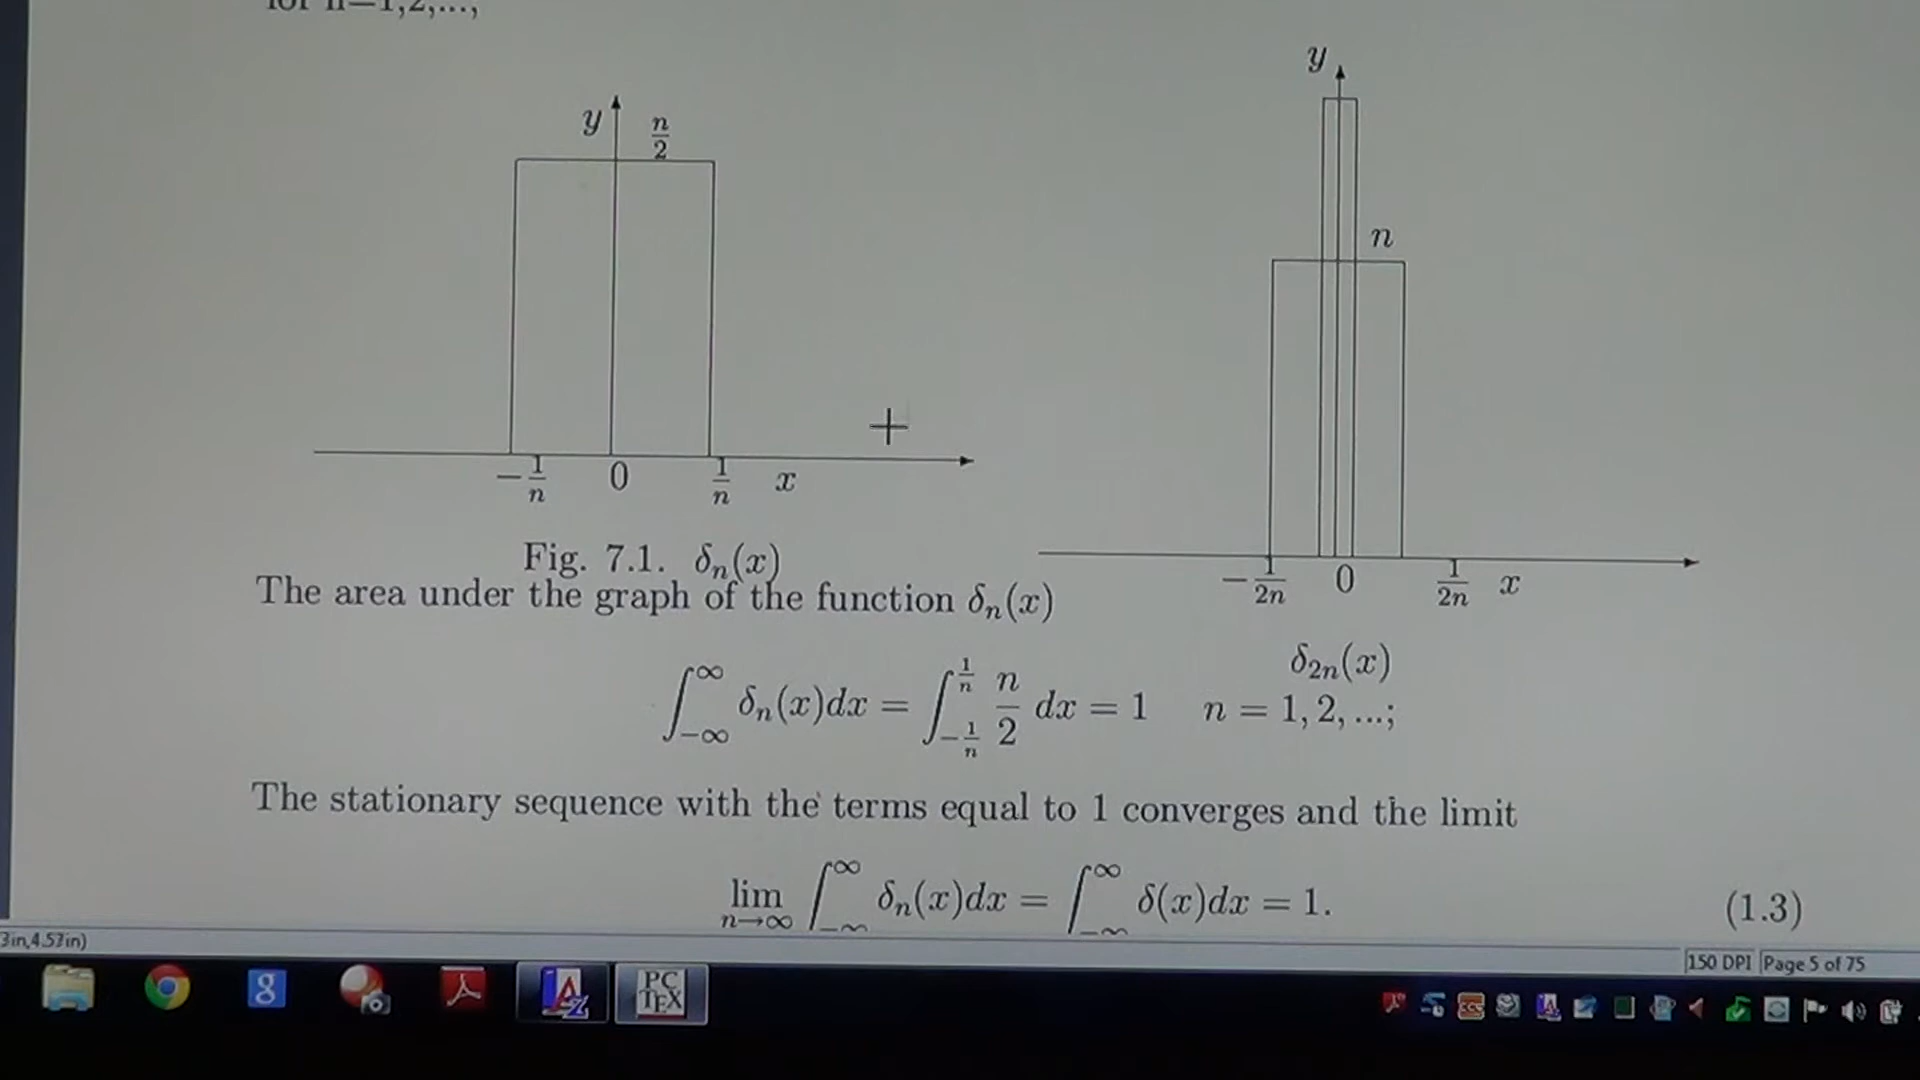 for n=1,2,...,
y n/2
-1/n 0 1/n x
Fig. 7.1. δ_n(x)
y
n
-1/2n 0 1/2n x
δ_{2n}(x)
The area under the graph of the function δ_n(x)
∫_{-∞}^{∞} δ_n(x)dx = ∫_{-1/n}^{1/n} n/2 dx = 1 n = 1, 2, ...;
The stationary sequence with the terms equal to 1 converges and the limit
lim_{n→∞} ∫_{-∞}^{∞} δ_n(x)dx = ∫_{-∞}^{∞} δ(x)dx = 1. (1.3)
3in,4.57in)
150 DPI Page 5 of 75
g
PC TEX